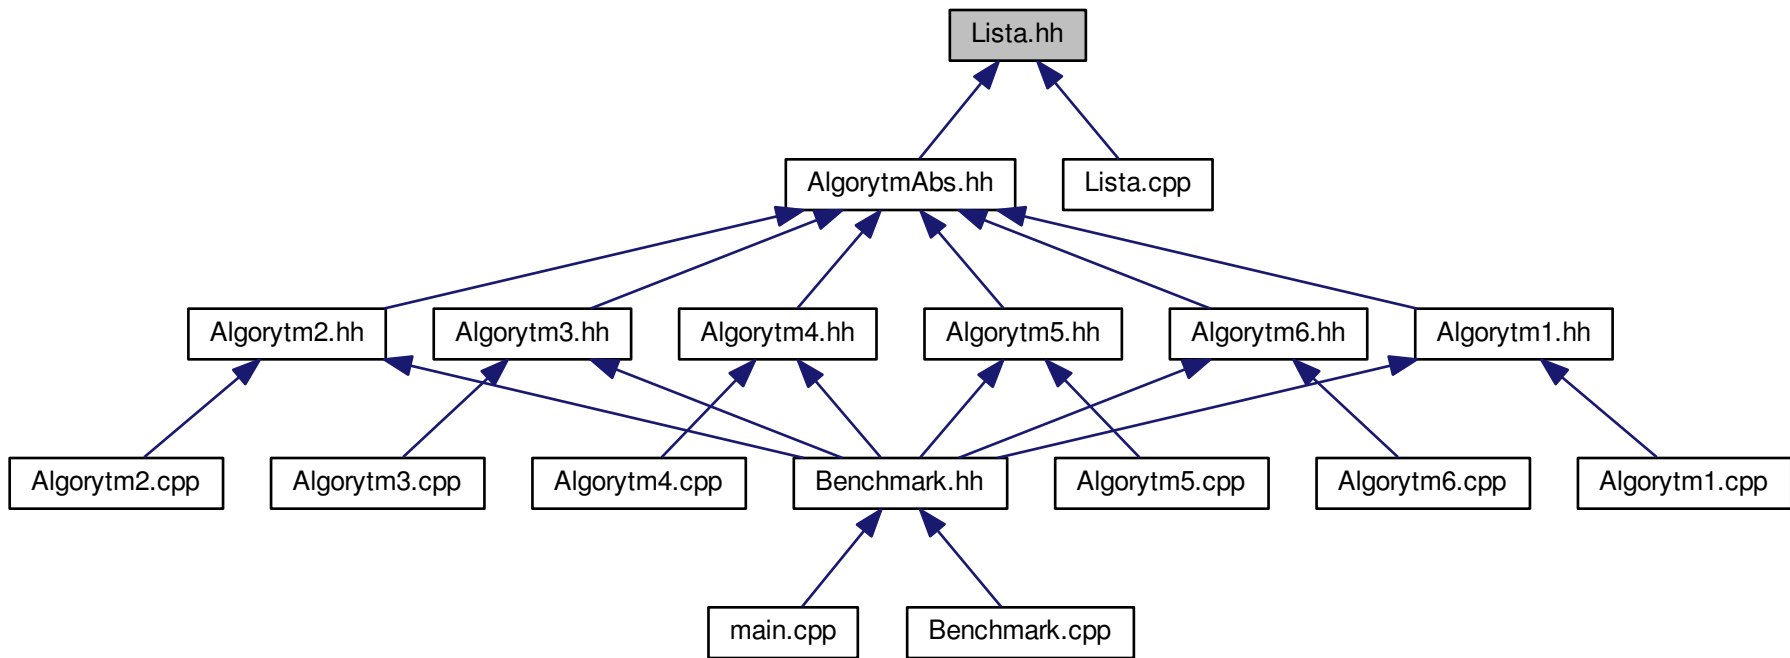 Lista.hh
AlgorytmAbs.hh
Lista.cpp
Algorytm2.hh
Algorytm3.hh
Algorytm4.hh
Algorytm5.hh
Algorytm6.hh
Algorytm1.hh
Algorytm2.cpp
Algorytm3.cpp
Algorytm4.cpp
Benchmark.hh
Algorytm5.cpp
Algorytm6.cpp
Algorytm1.cpp
main.cpp
Benchmark.cpp